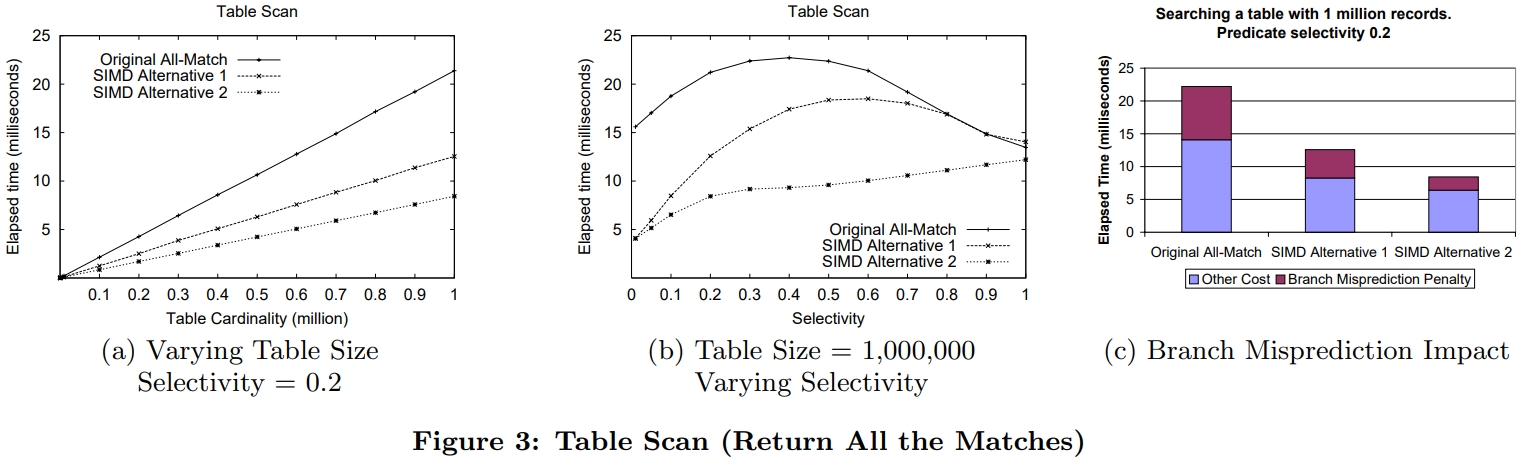 Table Scan
25
20
15
10
5
Elapsed time (milliseconds)
Original All-Match
SIMD Alternative 1
SIMD Alternative 2
0.1 0.2 0.3 0.4 0.5 0.6 0.7 0.8 0.9 1
Table Cardinality (million)
(a) Varying Table Size
Selectivity = 0.2
Table Scan
25
20
15
10
5
Elapsed time (milliseconds)
Original All-Match
SIMD Alternative 1
SIMD Alternative 2
0 0.1 0.2 0.3 0.4 0.5 0.6 0.7 0.8 0.9 1
Selectivity
(b) Table Size = 1,000,000
Varying Selectivity
Searching a table with 1 million records.
Predicate selectivity 0.2
25
20
15
10
5
0
Elapsed Time (milliseconds)
Original All-Match SIMD Alternative 1 SIMD Alternative 2
Other Cost Branch Misprediction Penalty
(c) Branch Misprediction Impact
Figure 3: Table Scan (Return All the Matches)